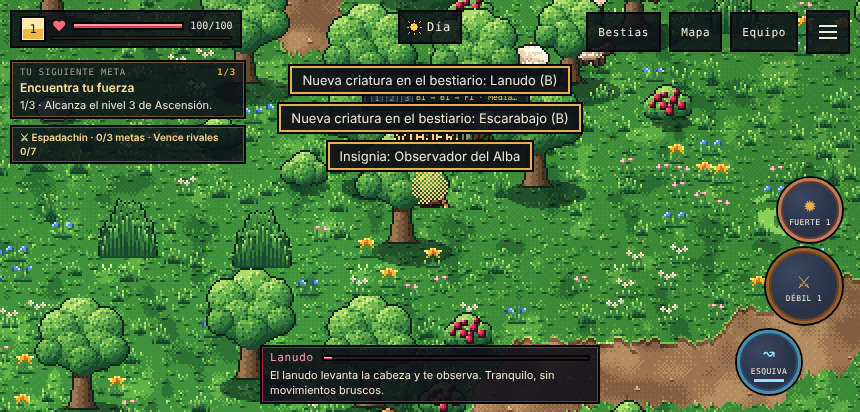 1
100/100
Día
Bestias
Mapa
Equipo
TU SIGUIENTE META 1/3
Encuentra tu fuerza
1/3 · Alcanza el nivel 3 de Ascensión.
⚔ Espadachín · 0/3 metas · Vence rivales
0/7
Nueva criatura en el bestiario: Lanudo (B)
Nueva criatura en el bestiario: Escarabajo (B)
Insignia: Observador del Alba
FUERTE 1
DÉBIL 1
ESQUIVA
Lanudo
El lanudo levanta la cabeza y te observa. Tranquilo, sin
movimientos bruscos.